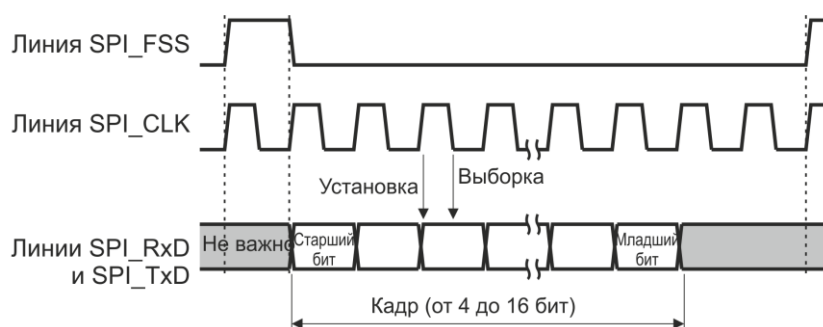 Линия SPI_FSS
Линия SPI_CLK
Установка
Выборка
Линии SPI_RxD
и SPI_TxD
Не важно
Старший
бит
Младший
бит
Кадр (от 4 до 16 бит)